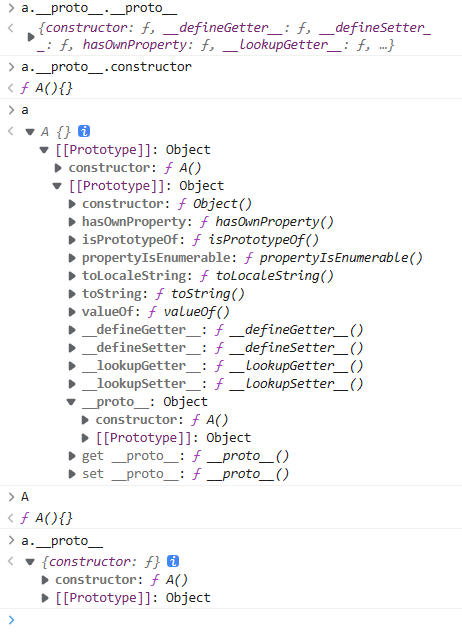 > a.__proto__.__proto__
< ▶ {constructor: ƒ, __defineGetter__: ƒ, __defineSetter_
_: ƒ, hasOwnProperty: ƒ, __lookupGetter__: ƒ, …}
> a.__proto__.constructor
< ƒ A(){}
> a
< ▼ A {} i
▼ [[Prototype]]: Object
▶ constructor: ƒ A()
▼ [[Prototype]]: Object
▶ constructor: ƒ Object()
▶ hasOwnProperty: ƒ hasOwnProperty()
▶ isPrototypeOf: ƒ isPrototypeOf()
▶ propertyIsEnumerable: ƒ propertyIsEnumerable()
▶ toLocaleString: ƒ toLocaleString()
▶ toString: ƒ toString()
▶ valueOf: ƒ valueOf()
▶ __defineGetter__: ƒ __defineGetter__()
▶ __defineSetter__: ƒ __defineSetter__()
▶ __lookupGetter__: ƒ __lookupGetter__()
▶ __lookupSetter__: ƒ __lookupSetter__()
▼ __proto__: Object
▶ constructor: ƒ A()
▶ [[Prototype]]: Object
▶ get __proto__: ƒ __proto__()
▶ set __proto__: ƒ __proto__()
> A
< ƒ A(){}
> a.__proto__
< ▼ {constructor: ƒ} i
▶ constructor: ƒ A()
▶ [[Prototype]]: Object
>